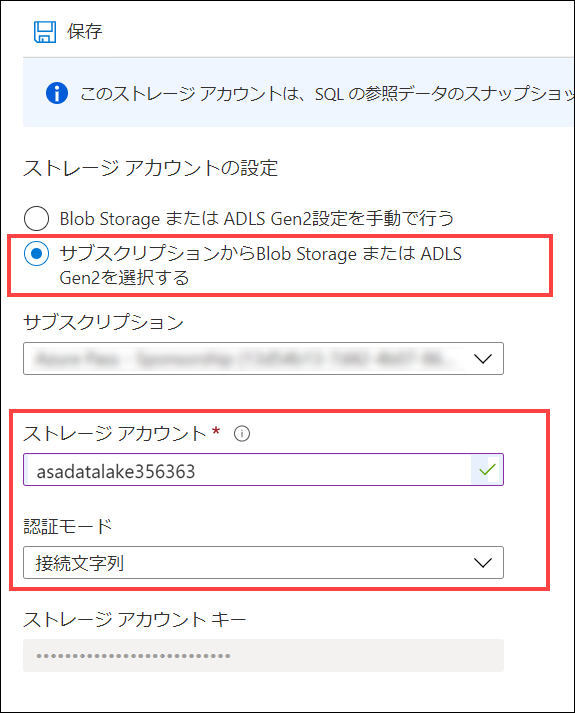 保存
このストレージ アカウントは、SQL の参照データのスナップショッ
ストレージ アカウントの設定
Blob Storage または ADLS Gen2設定を手動で行う
サブスクリプションからBlob Storage または ADLS
Gen2を選択する
サブスクリプション
ストレージ アカウント *
asadatalake356363
認証モード
接続文字列
ストレージ アカウント キー